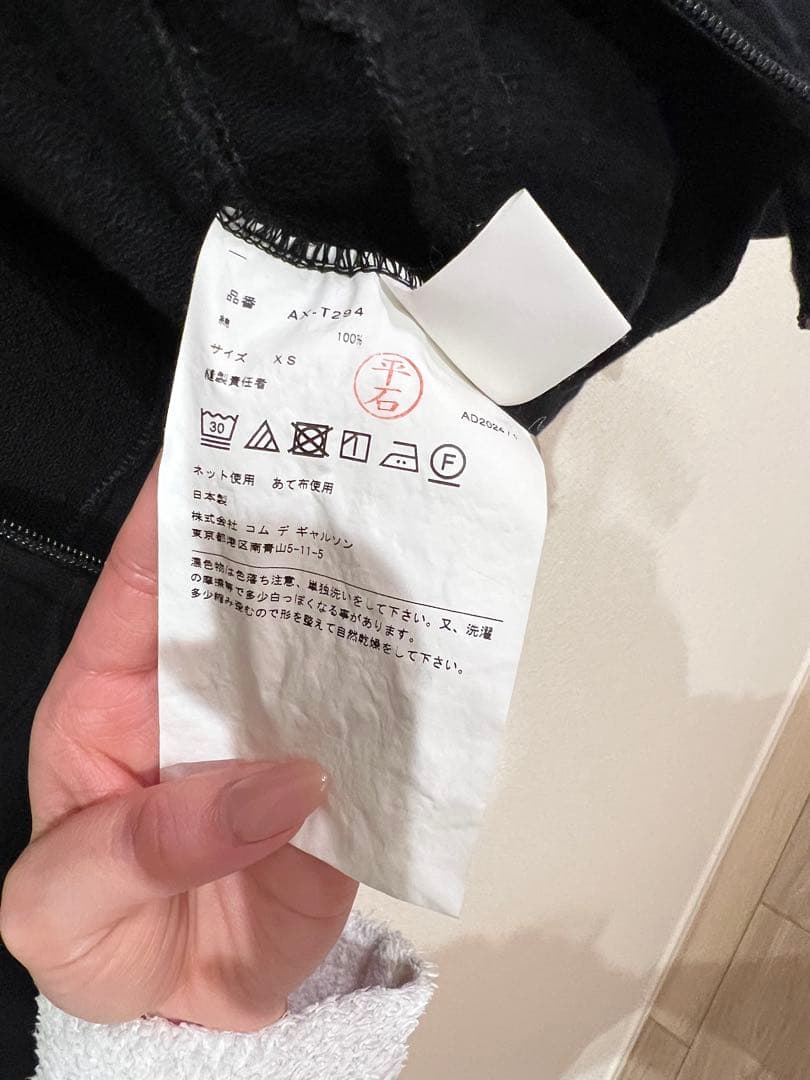 品番 AX-T294
綿 100%
サイズ XS
縫製責任者
平石
AD2024
30
F
ネット使用 あて布使用
日本製
株式会社 コム デ ギャルソン
東京都港区南青山5-11-5
濃色物は色落ち注意、単独洗いをして下さい。又、洗濯
の摩擦等で多少白っぽくなる事があります。
多少縮み歪むので形を整えて自然乾燥をして下さい。